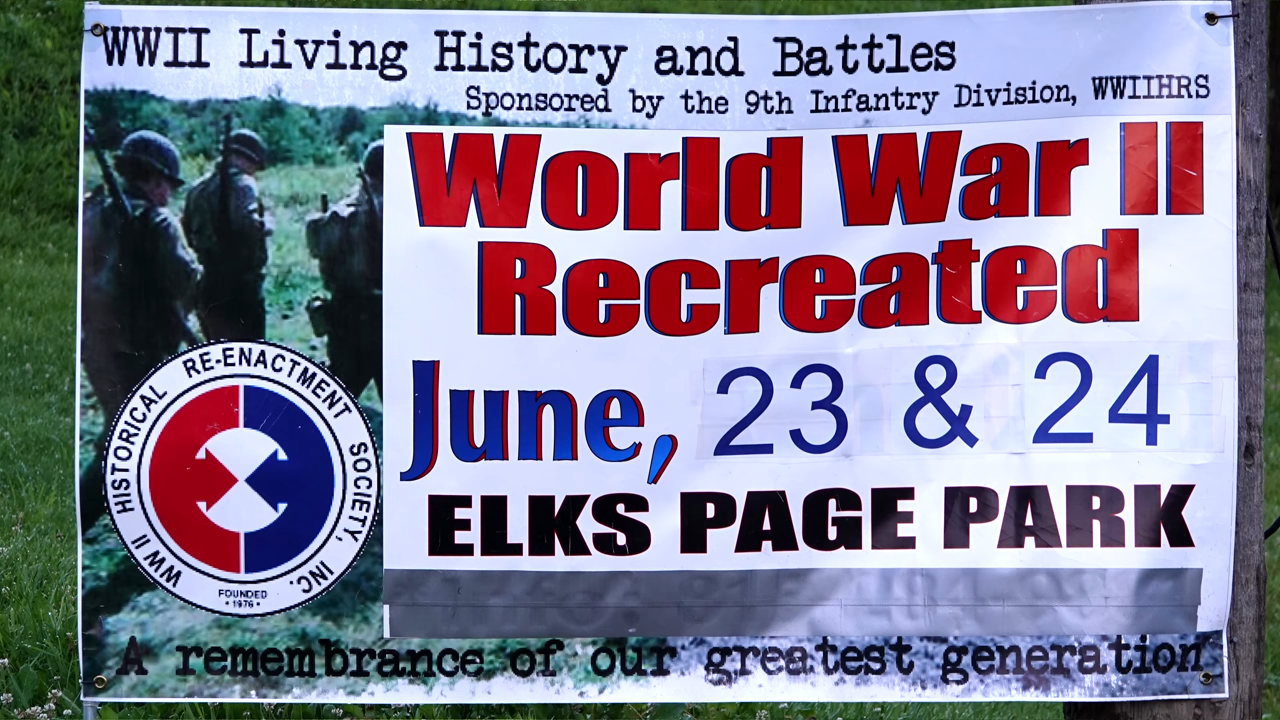 WWII Living History and Battles
Sponsored by the 9th Infantry Division, WWIIHRS
World War II
Recreated
June, 23 & 24
ELKS PAGE PARK
WW II HISTORICAL RE-ENACTMENT SOCIETY, INC.
FOUNDED
• 1976 •
A remembrance of our greatest generation